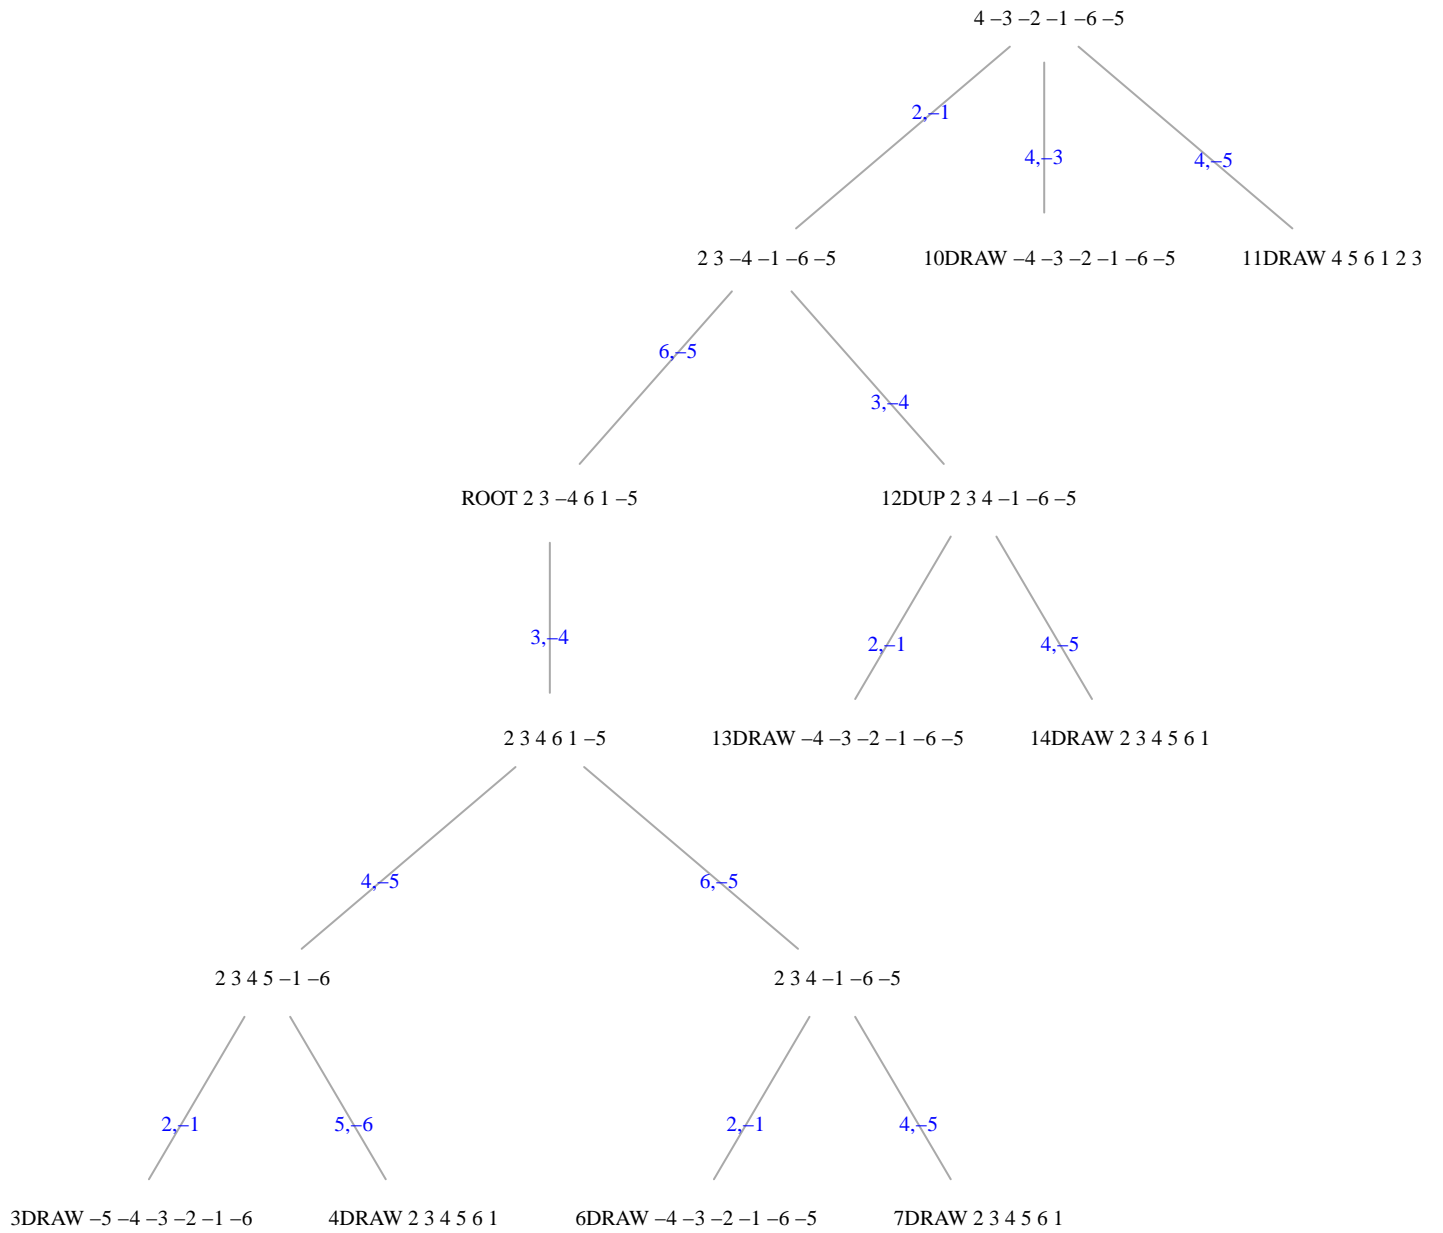 4 –3 –2 –1 –6 –5
2,–1
4,–3
4,–5
2 3 –4 –1 –6 –5
10DRAW –4 –3 –2 –1 –6 –5
11DRAW 4 5 6 1 2 3
6,–5
3,–4
ROOT 2 3 –4 6 1 –5
12DUP 2 3 4 –1 –6 –5
3,–4
2,–1
4,–5
2 3 4 6 1 –5
13DRAW –4 –3 –2 –1 –6 –5
14DRAW 2 3 4 5 6 1
4,–5
6,–5
2 3 4 5 –1 –6
2 3 4 –1 –6 –5
2,–1
5,–6
2,–1
4,–5
3DRAW –5 –4 –3 –2 –1 –6
4DRAW 2 3 4 5 6 1
6DRAW –4 –3 –2 –1 –6 –5
7DRAW 2 3 4 5 6 1